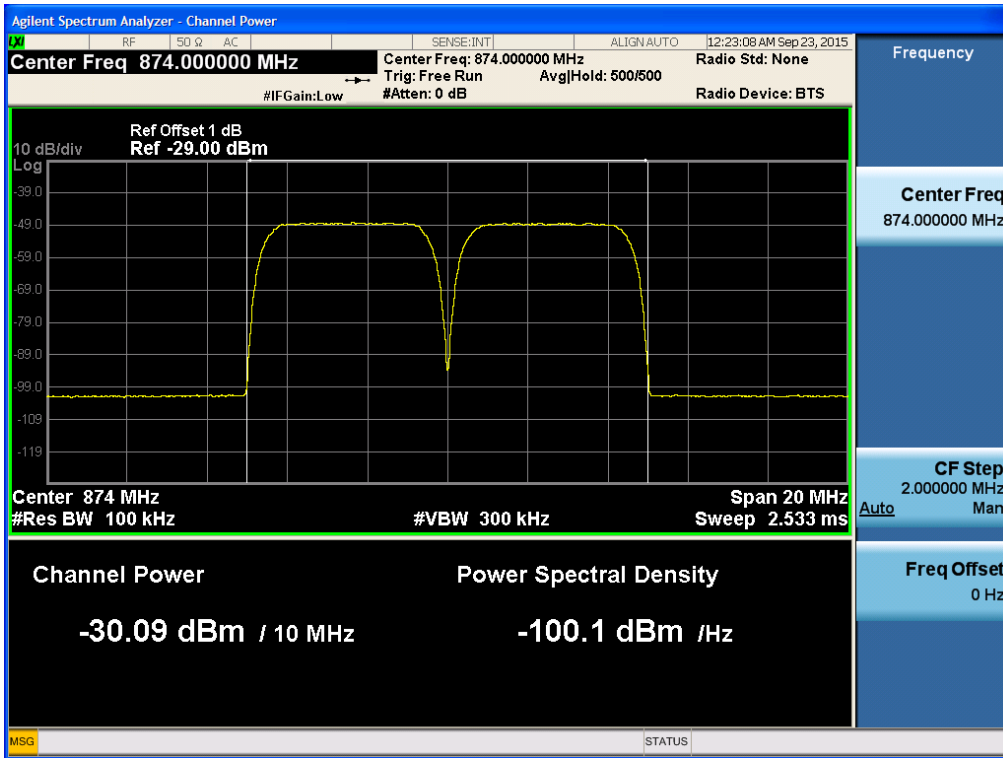 Agilent Spectrum Analyzer - Channel Power
LXI RF 50 Ω AC SENSE:INT ALIGN AUTO 12:23:08 AM Sep 23, 2015
Center Freq 874.000000 MHz
Center Freq: 874.000000 MHz Radio Std: None
Trig: Free Run Avg|Hold: 500/500
#IFGain:Low #Atten: 0 dB Radio Device: BTS
Ref Offset 1 dB
10 dB/div Ref -29.00 dBm
Log
-39.0
-49.0
-59.0
-69.0
-79.0
-89.0
-99.0
-109
-119
Center 874 MHz Span 20 MHz
#Res BW 100 kHz #VBW 300 kHz Sweep 2.533 ms
Channel Power Power Spectral Density
-30.09 dBm / 10 MHz -100.1 dBm /Hz
MSG STATUS
Frequency
Center Freq
874.000000 MHz
CF Step
2.000000 MHz
Auto Man
Freq Offset
0 Hz